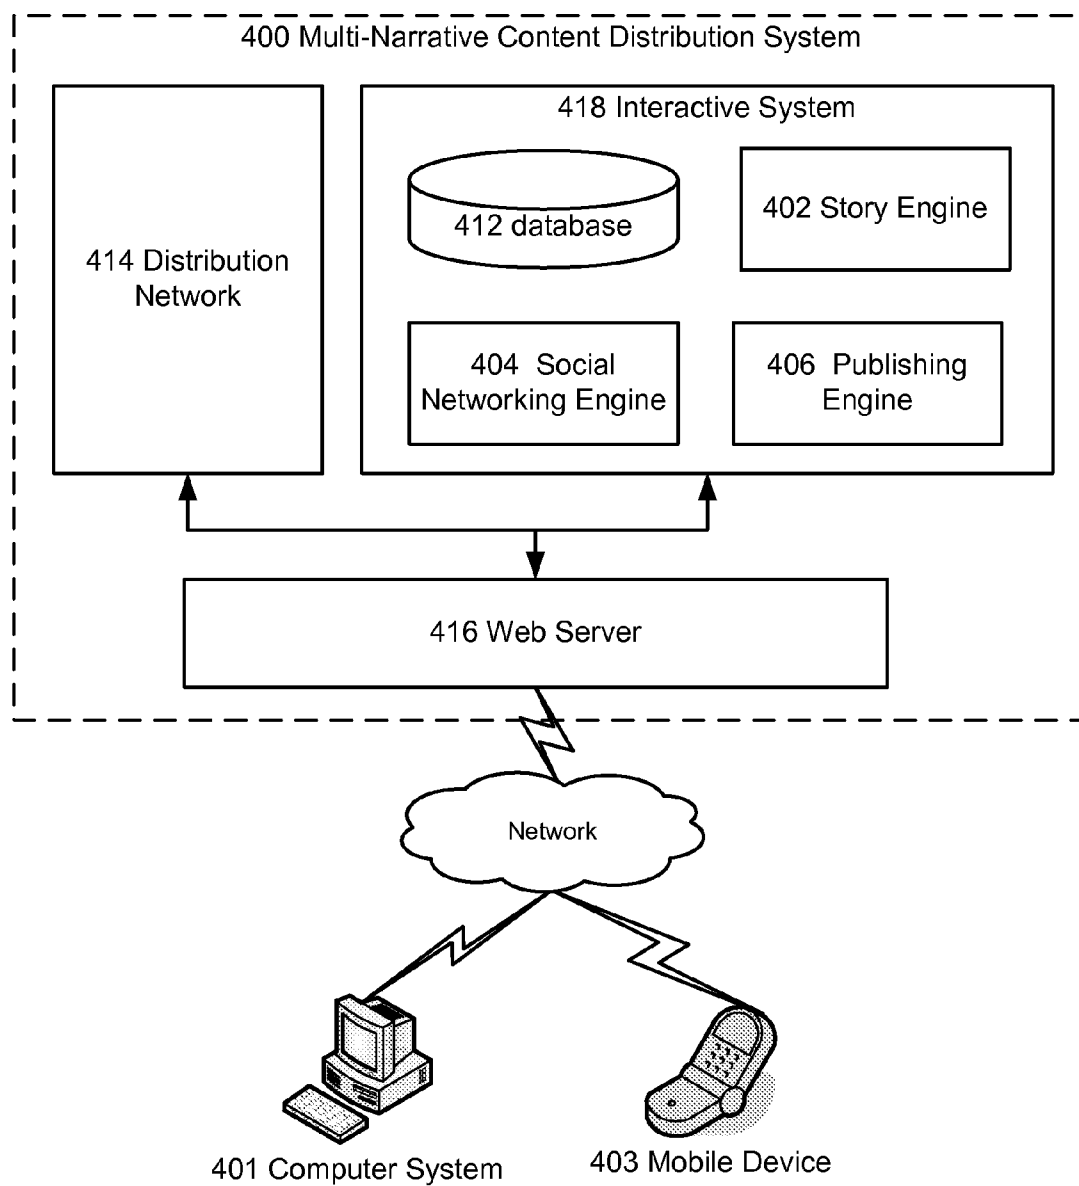 400 Multi-Narrative Content Distribution System
418 Interactive System
412 database
402 Story Engine
414 Distribution
Network
404 Social
Networking Engine
406 Publishing
Engine
416 Web Server
Network
401 Computer System
403 Mobile Device